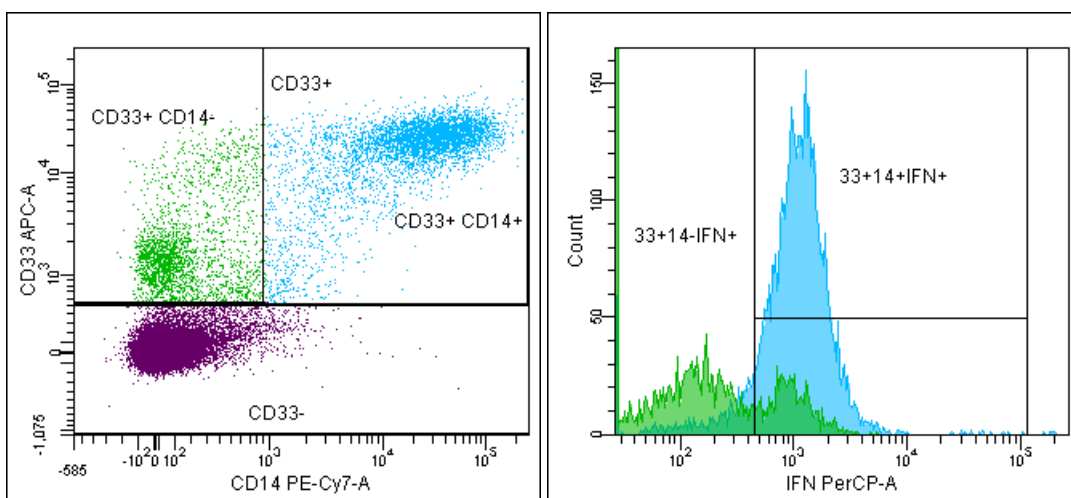 CD33+
CD33+ CD14-
CD33+ CD14+
CD33-
CD33 APC-A
10^5
10^4
10^3
0
-1,075
-585
-10^2 0 10^2
10^3
10^4
10^5
CD14 PE-Cy7-A
33+14+IFN+
33+14-IFN+
Count
150
100
50
0
10^2
10^3
10^4
10^5
IFN PerCP-A